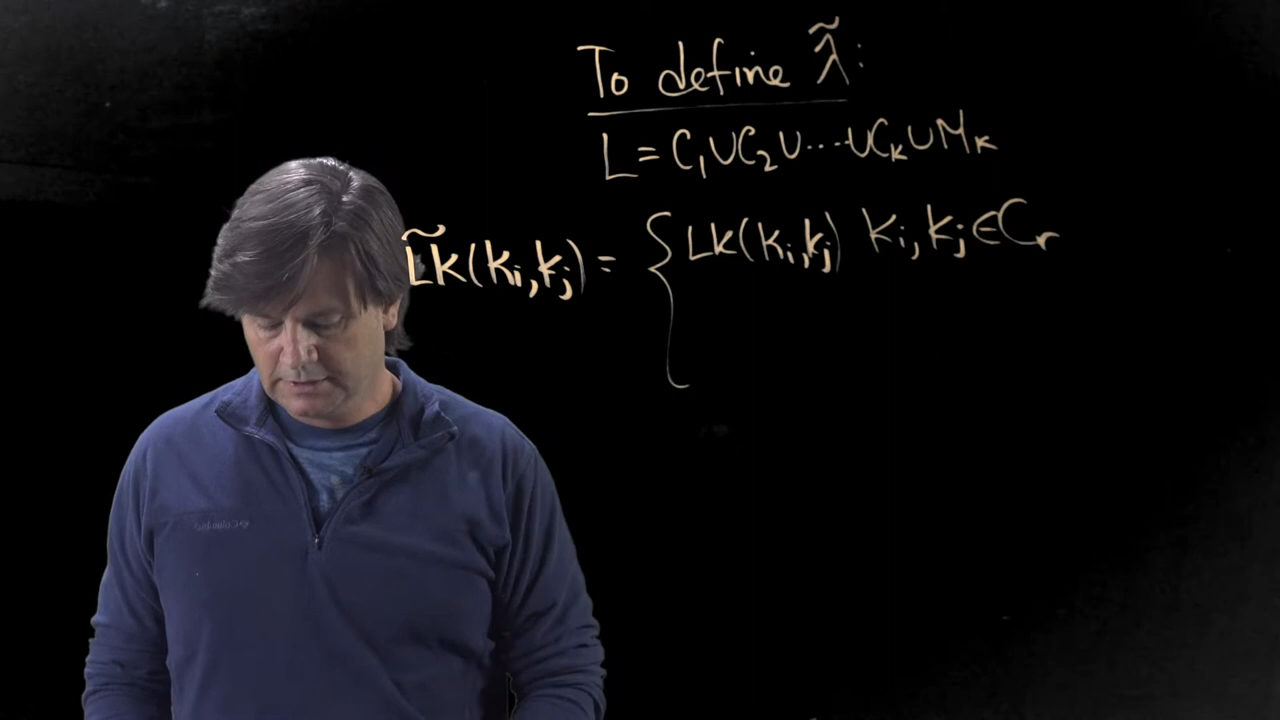 To define λ̃:
L = C₁ ∪ C₂ ∪ ⋯ ∪ Cₖ ∪ Mₖ
L̃k(Kᵢ, Kⱼ) = { Lk(Kᵢ, Kⱼ) Kᵢ, Kⱼ ∈ Cᵣ